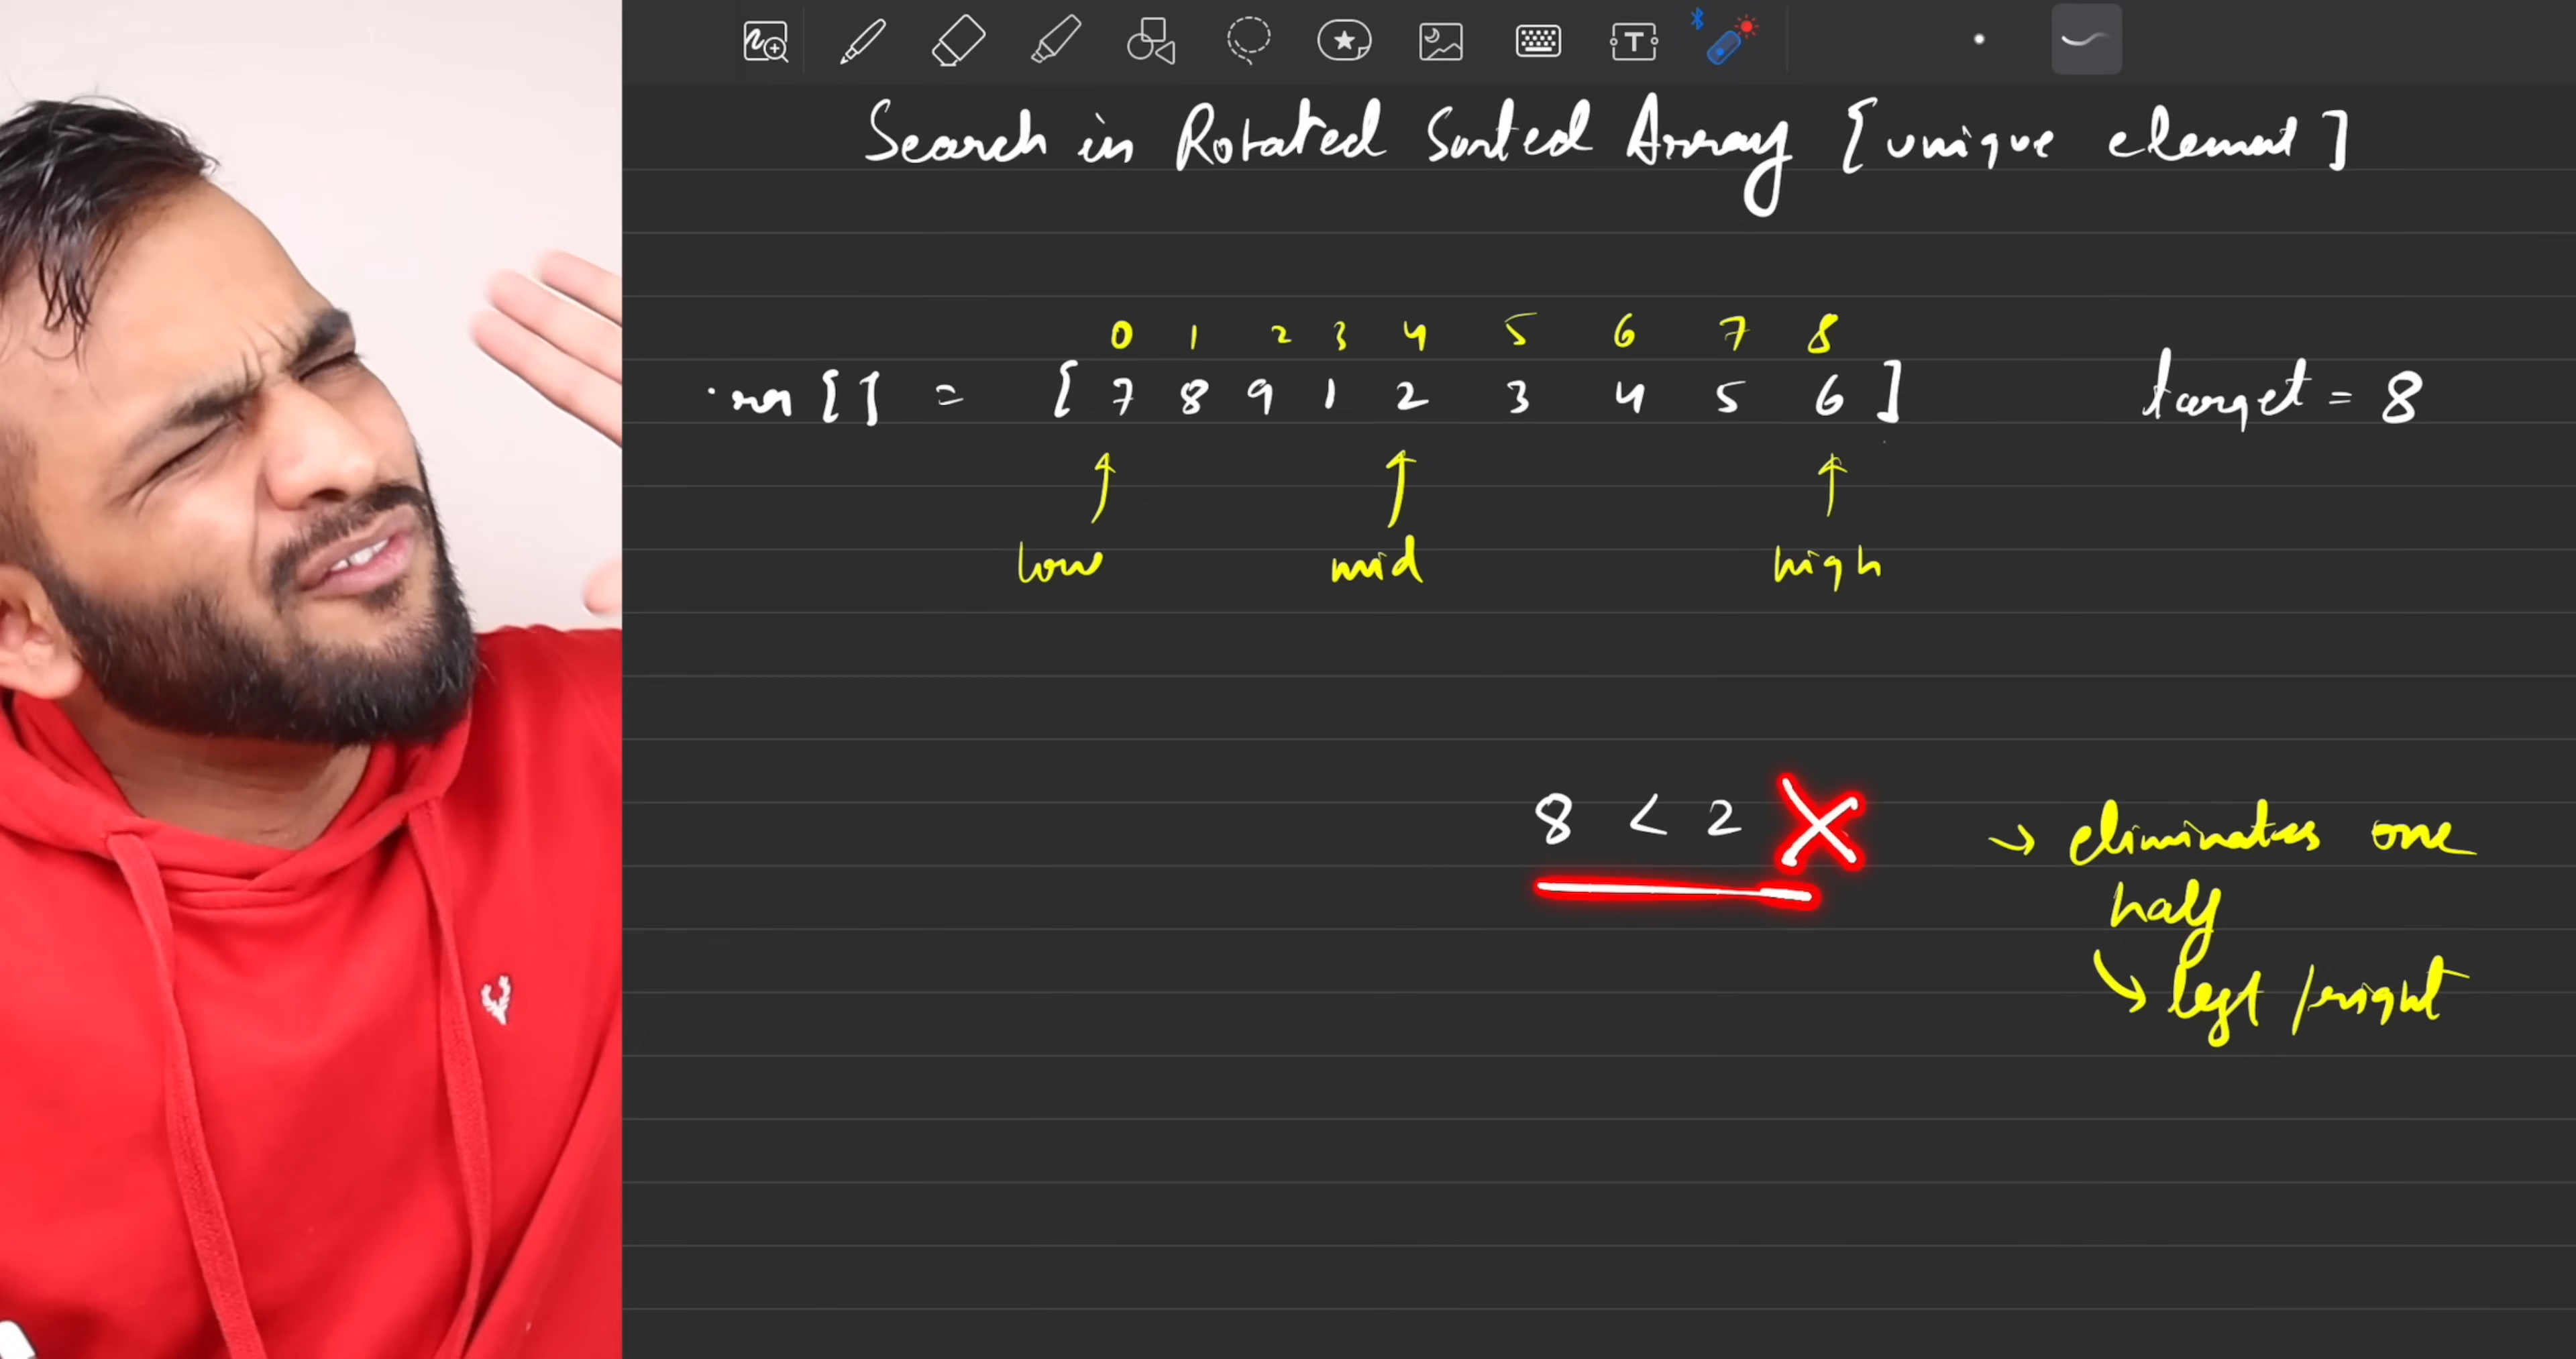 Search in Rotated Sorted Array [unique element]
0 1 2 3 4 5 6 7 8
[] = [ 7 8 9 1 2 3 4 5 6 ] target = 8
low mid high
8 < 2 X
→ eliminates one
half
↘ left / right